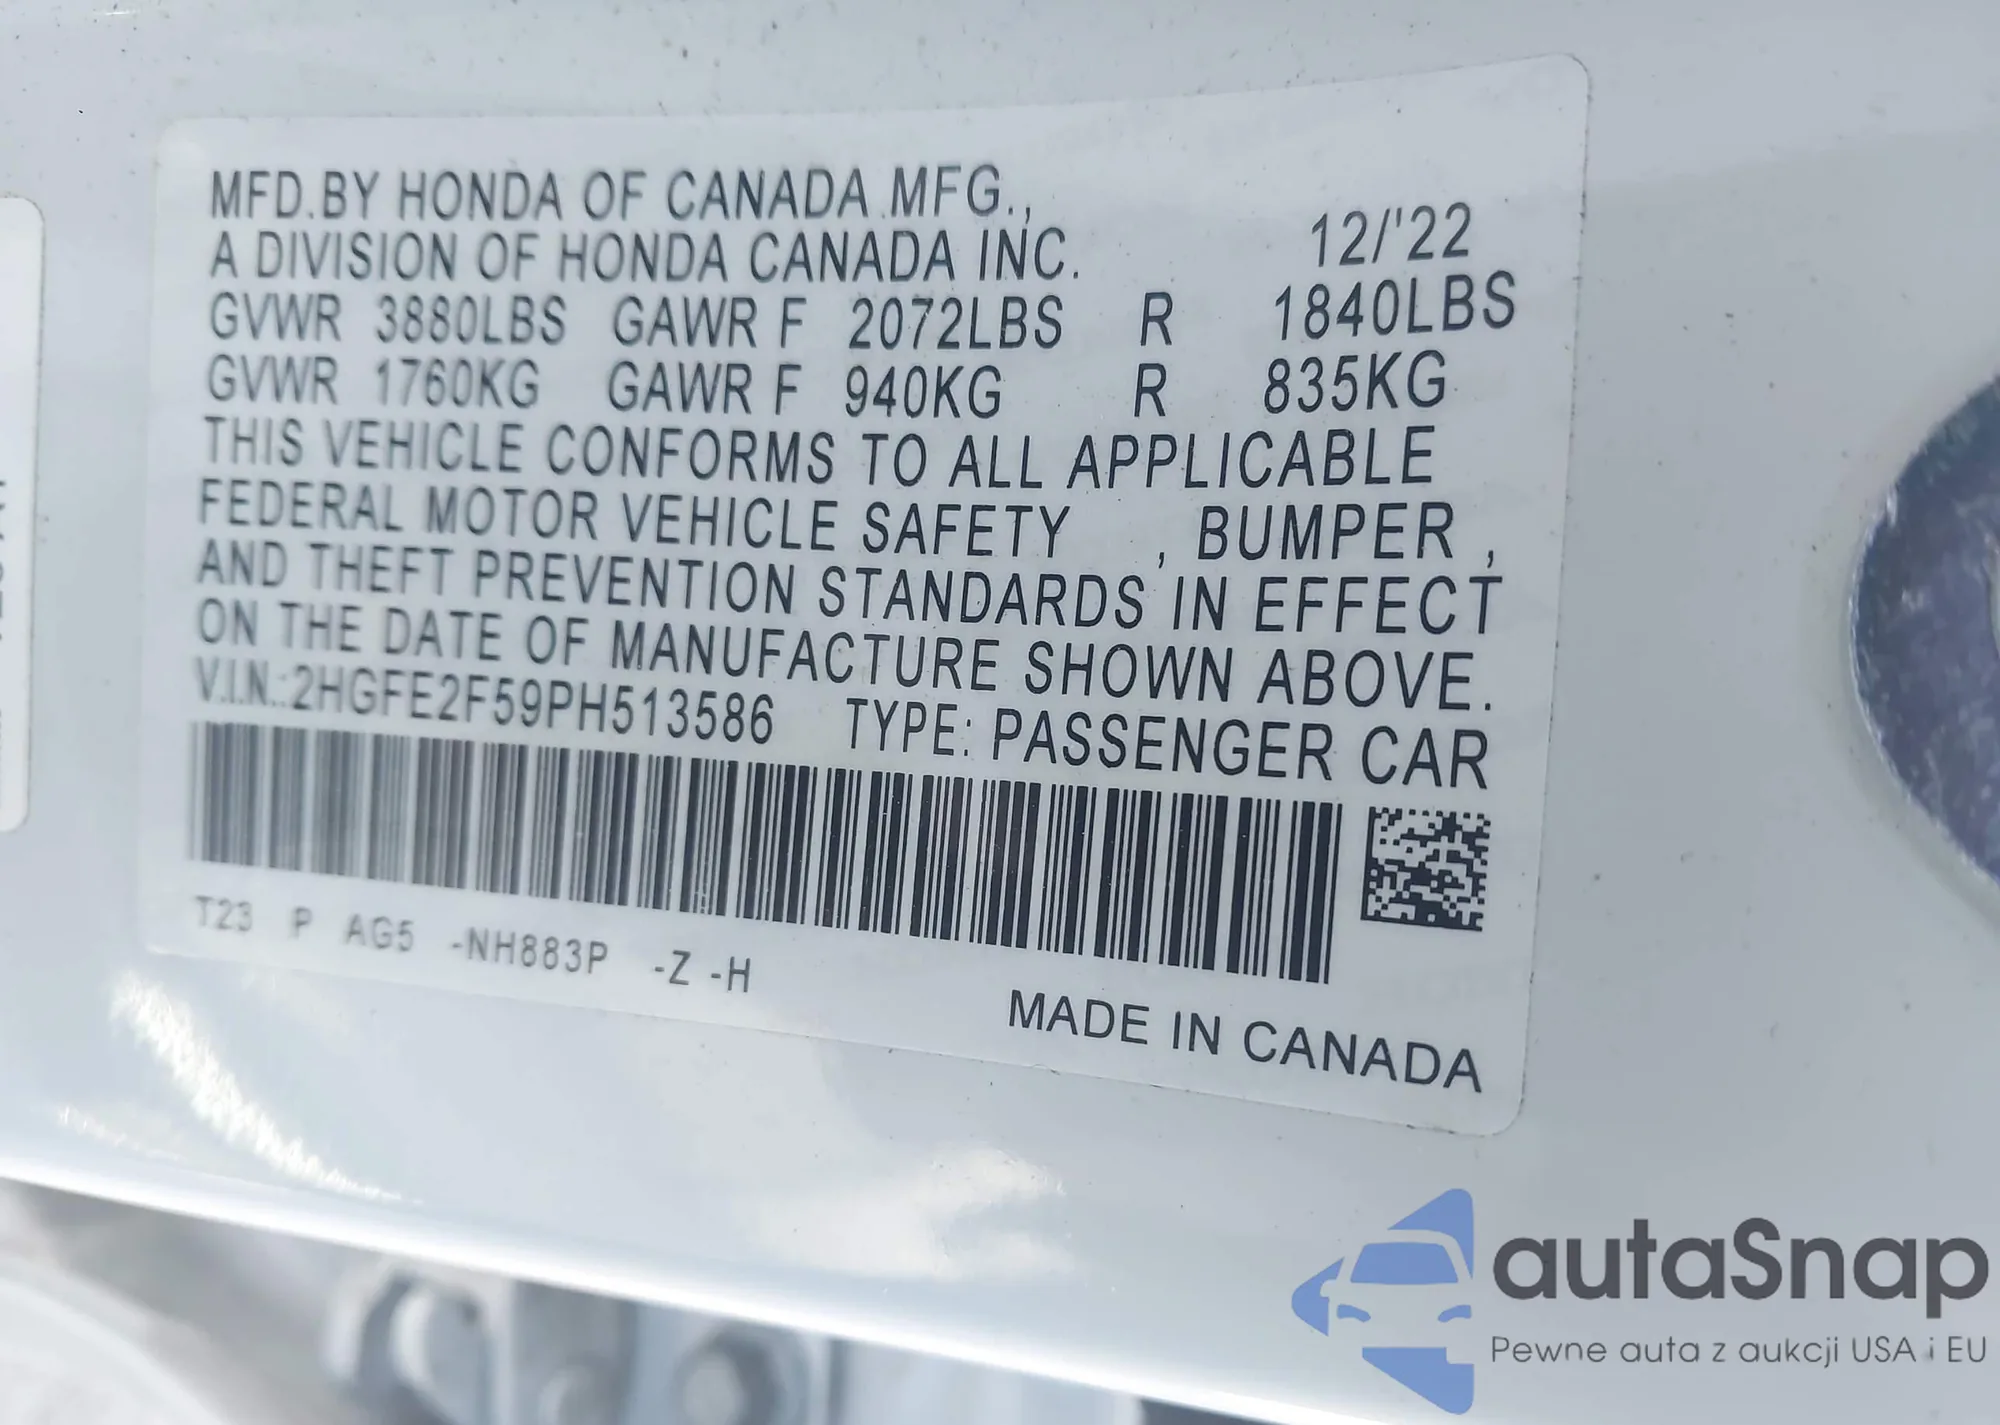 MFD.BY HONDA OF CANADA MFG.,
A DIVISION OF HONDA CANADA INC. 12/'22
GVWR 3880LBS GAWR F 2072LBS R 1840LBS
GVWR 1760KG GAWR F 940KG R 835KG
THIS VEHICLE CONFORMS TO ALL APPLICABLE
FEDERAL MOTOR VEHICLE SAFETY , BUMPER ,
AND THEFT PREVENTION STANDARDS IN EFFECT
ON THE DATE OF MANUFACTURE SHOWN ABOVE.
V.I.N.:2HGFE2F59PH513586 TYPE: PASSENGER CAR
T23 P AG5 -NH883P -Z -H
MADE IN CANADA
autaSnap
Pewne auta z aukcji USA i EU